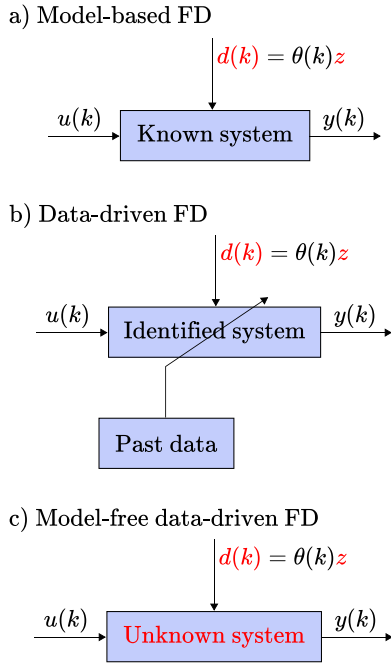 a) Model-based FD
d(k) = θ(k)z
u(k)
Known system
y(k)
b) Data-driven FD
d(k) = θ(k)z
u(k)
Identified system
y(k)
Past data
c) Model-free data-driven FD
d(k) = θ(k)z
u(k)
Unknown system
y(k)